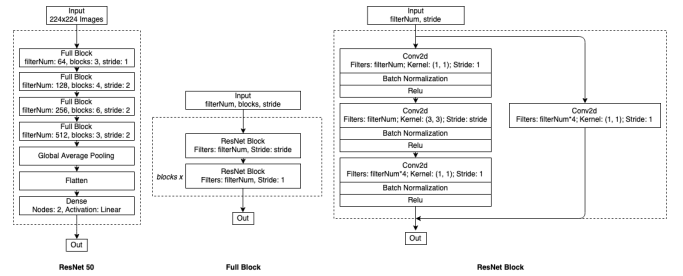 Input
224x224 Images
Full Block
filterNum: 64, blocks: 3, stride: 1
Full Block
filterNum: 128, blocks: 4, stride: 2
Full Block
filterNum: 256, blocks: 6, stride: 2
Full Block
filterNum: 512, blocks: 3, stride: 2
Global Average Pooling
Flatten
Dense
Nodes: 2, Activation: Linear
Out
ResNet 50
Input
filterNum, blocks, stride
ResNet Block
Filters: filterNum, Stride: stride
blocks x
ResNet Block
Filters: filterNum, Stride: 1
Out
Full Block
Input
filterNum, stride
Conv2d
Filters: filterNum; Kernel: (1, 1); Stride: 1
Batch Normalization
Relu
Conv2d
Filters: filterNum; Kernel: (3, 3); Stride: stride
Batch Normalization
Relu
Conv2d
Filters: filterNum*4; Kernel: (1, 1); Stride: 1
Batch Normalization
Relu
Conv2d
filterNum*4; Kernel: (1, 1); Stride: 1
Out
ResNet Block